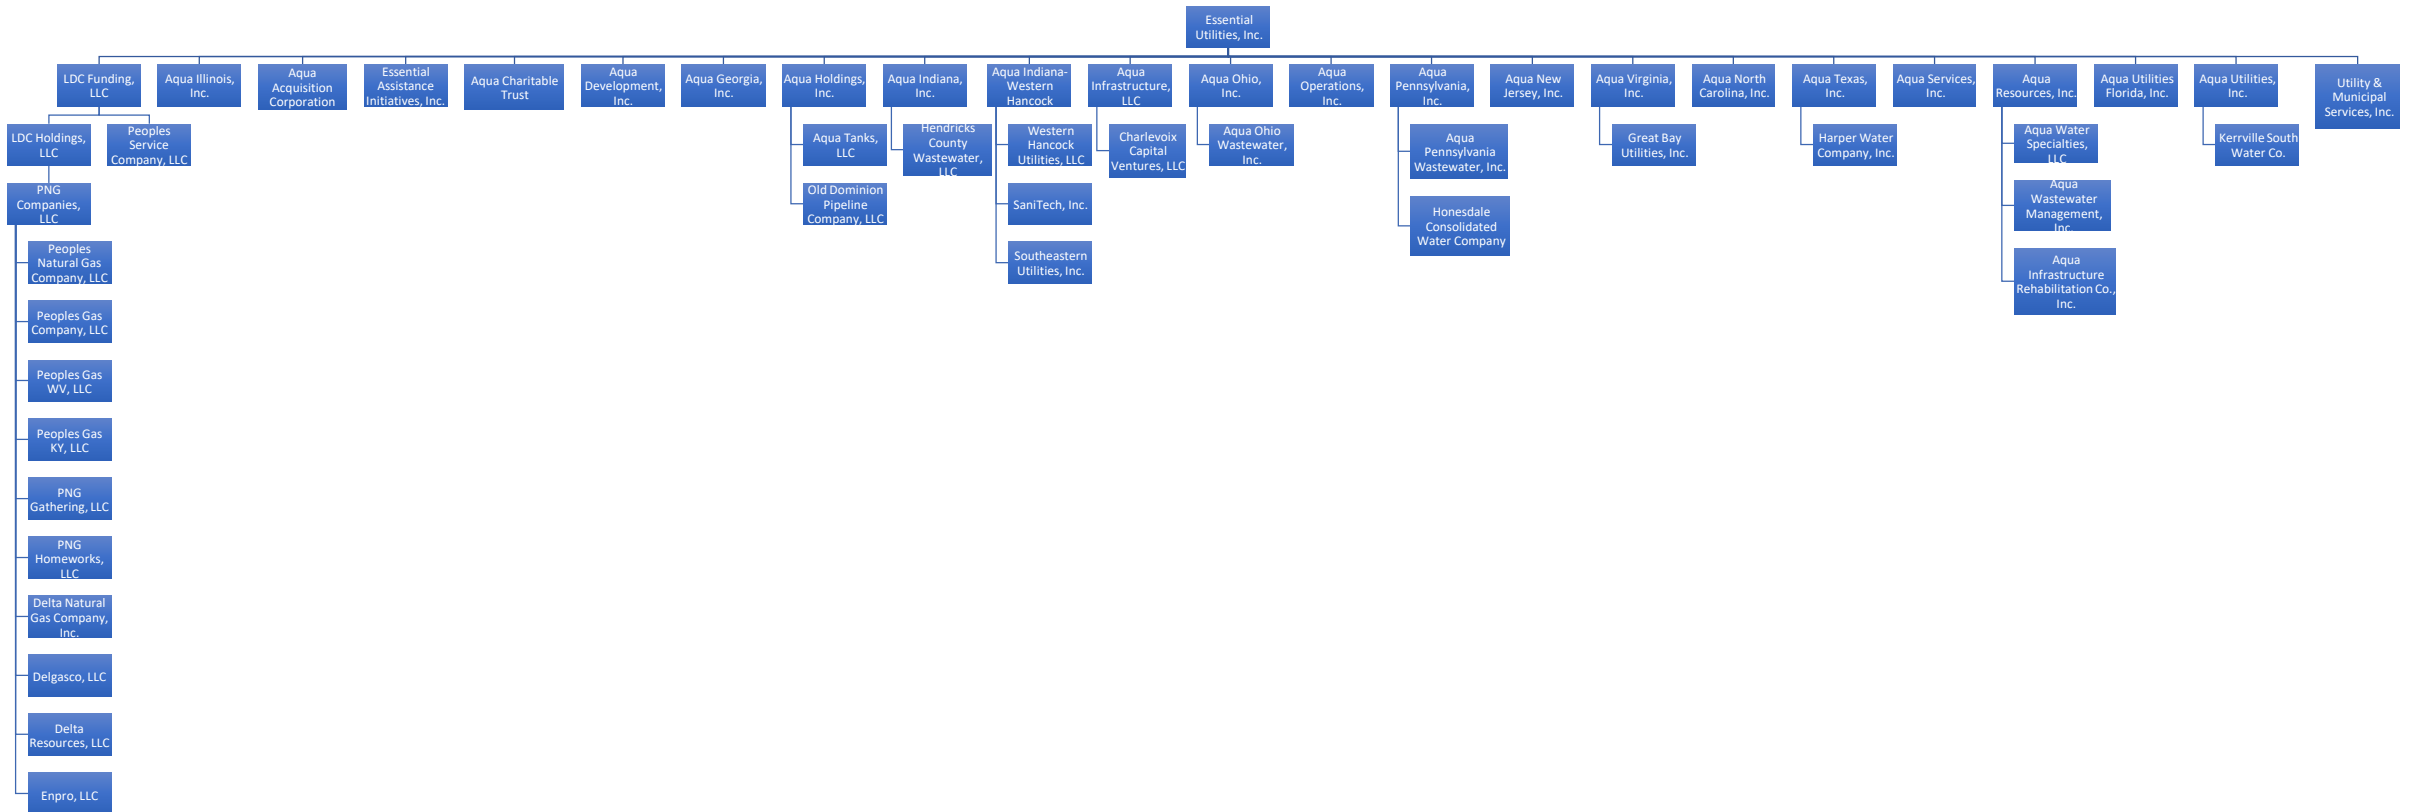 Essential
Utilities, Inc.
LDC Funding,
LLC
Aqua Illinois,
Inc.
Aqua
Acquisition
Corporation
Essential
Assistance
Initiatives, Inc.
Aqua Charitable
Trust
Aqua
Development,
Inc.
Aqua Georgia,
Inc.
Aqua Holdings,
Inc.
Aqua Indiana,
Inc.
Aqua Indiana-
Western
Hancock
Aqua
Infrastructure,
LLC
Aqua Ohio,
Inc.
Aqua
Operations,
Inc.
Aqua
Pennsylvania,
Inc.
Aqua New
Jersey, Inc.
Aqua Virginia,
Inc.
Aqua North
Carolina, Inc.
Aqua Texas,
Inc.
Aqua Services,
Inc.
Aqua
Resources, Inc.
Aqua Utilities
Florida, Inc.
Aqua Utilities,
Inc.
Utility &
Municipal
Services, Inc.
LDC Holdings,
LLC
Peoples
Service
Company, LLC
Aqua Tanks,
LLC
Hendricks
County
Wastewater,
LLC
Western
Hancock
Utilities, LLC
Charlevoix
Capital
Ventures, LLC
Aqua Ohio
Wastewater,
Inc.
Aqua
Pennsylvania
Wastewater, Inc.
Great Bay
Utilities, Inc.
Harper Water
Company, Inc.
Aqua Water
Specialties,
LLC
Kerrville South
Water Co.
PNG
Companies,
LLC
Old Dominion
Pipeline
Company, LLC
SaniTech, Inc.
Honesdale
Consolidated
Water Company
Aqua
Wastewater
Management,
Inc.
Peoples
Natural Gas
Company, LLC
Southeastern
Utilities, Inc.
Aqua
Infrastructure
Rehabilitation Co.,
Inc.
Peoples Gas
Company, LLC
Peoples Gas
WV, LLC
Peoples Gas
KY, LLC
PNG
Gathering, LLC
PNG
Homeworks,
LLC
Delta Natural
Gas Company,
Inc.
Delgasco, LLC
Delta
Resources, LLC
Enpro, LLC